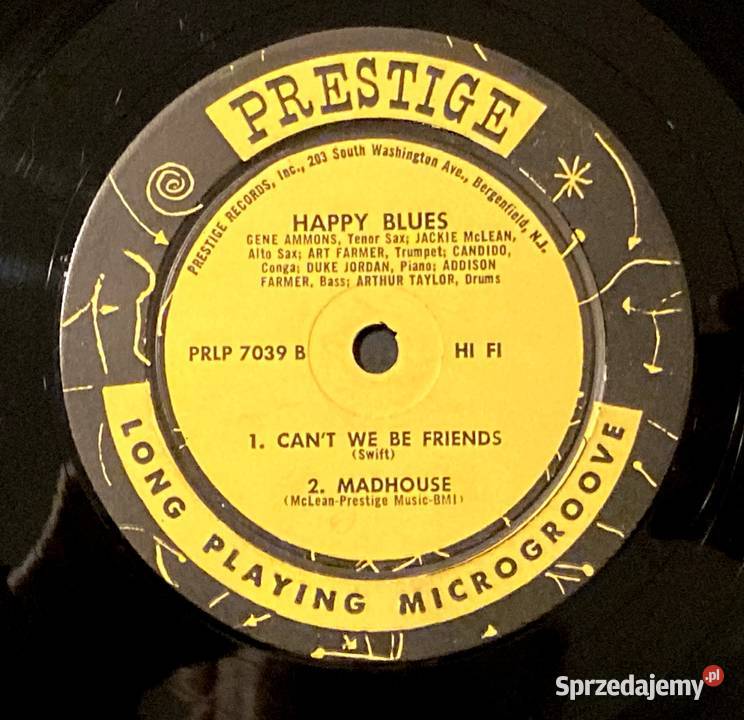 PRESTIGE
PRESTIGE RECORDS, Inc., 203 South Washington Ave., Bergenfield, N.J.
HAPPY BLUES
GENE AMMONS, Tenor Sax; JACKIE McLEAN,
Alto Sax; ART FARMER, Trumpet; CANDIDO,
Conga; DUKE JORDAN, Piano; ADDISON
FARMER, Bass; ARTHUR TAYLOR, Drums
PRLP 7039 B HI FI
1. CAN'T WE BE FRIENDS
(Swift)
2. MADHOUSE
(McLean-Prestige Music-BMI)
LONG PLAYING MICROGROOVE
Sprzedajemy.pl